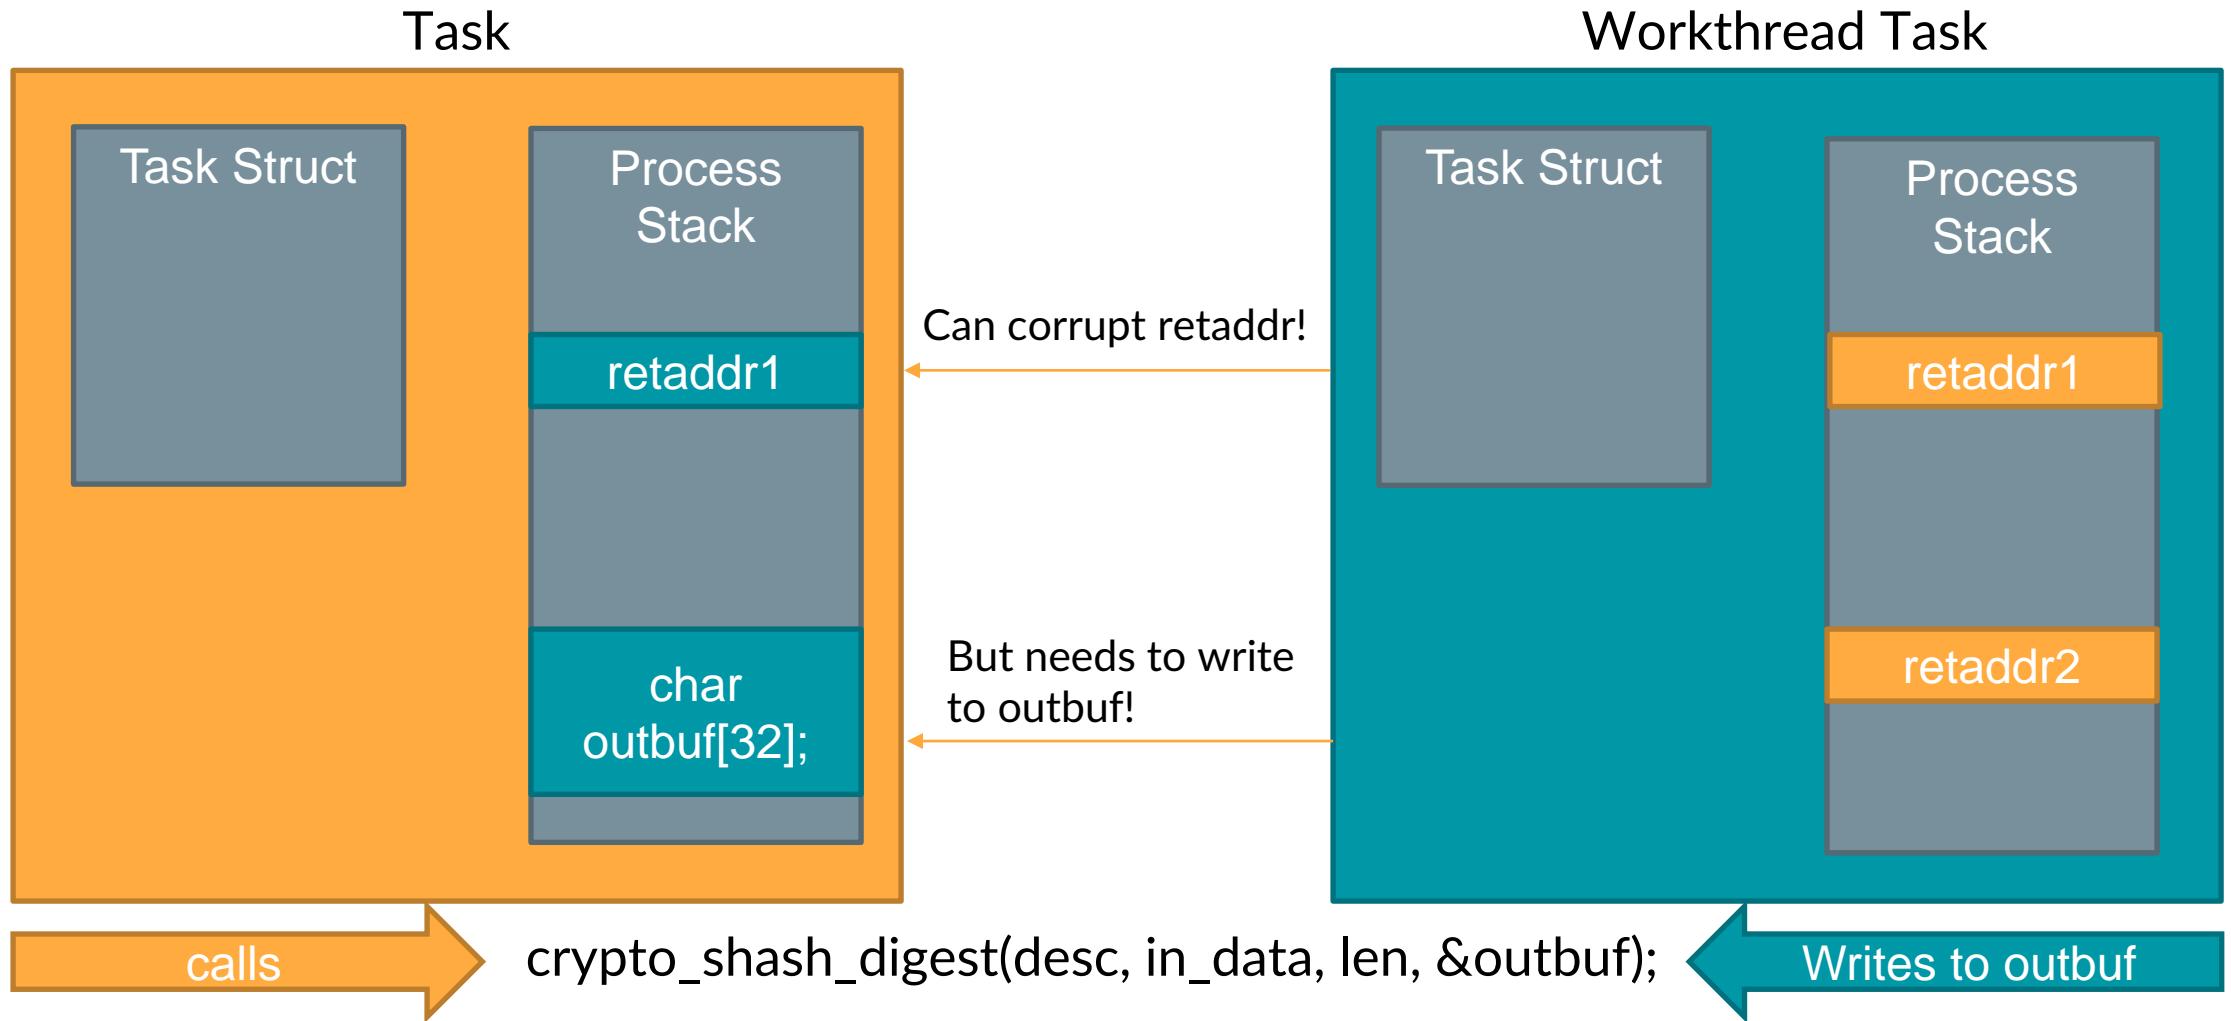 Task
Task Struct
Process
Stack
retaddr1
char
outbuf[32];
Can corrupt retaddr!
But needs to write
to outbuf!
Workthread Task
Task Struct
Process
Stack
retaddr1
retaddr2
calls
crypto_shash_digest(desc, in_data, len, &outbuf);
Writes to outbuf